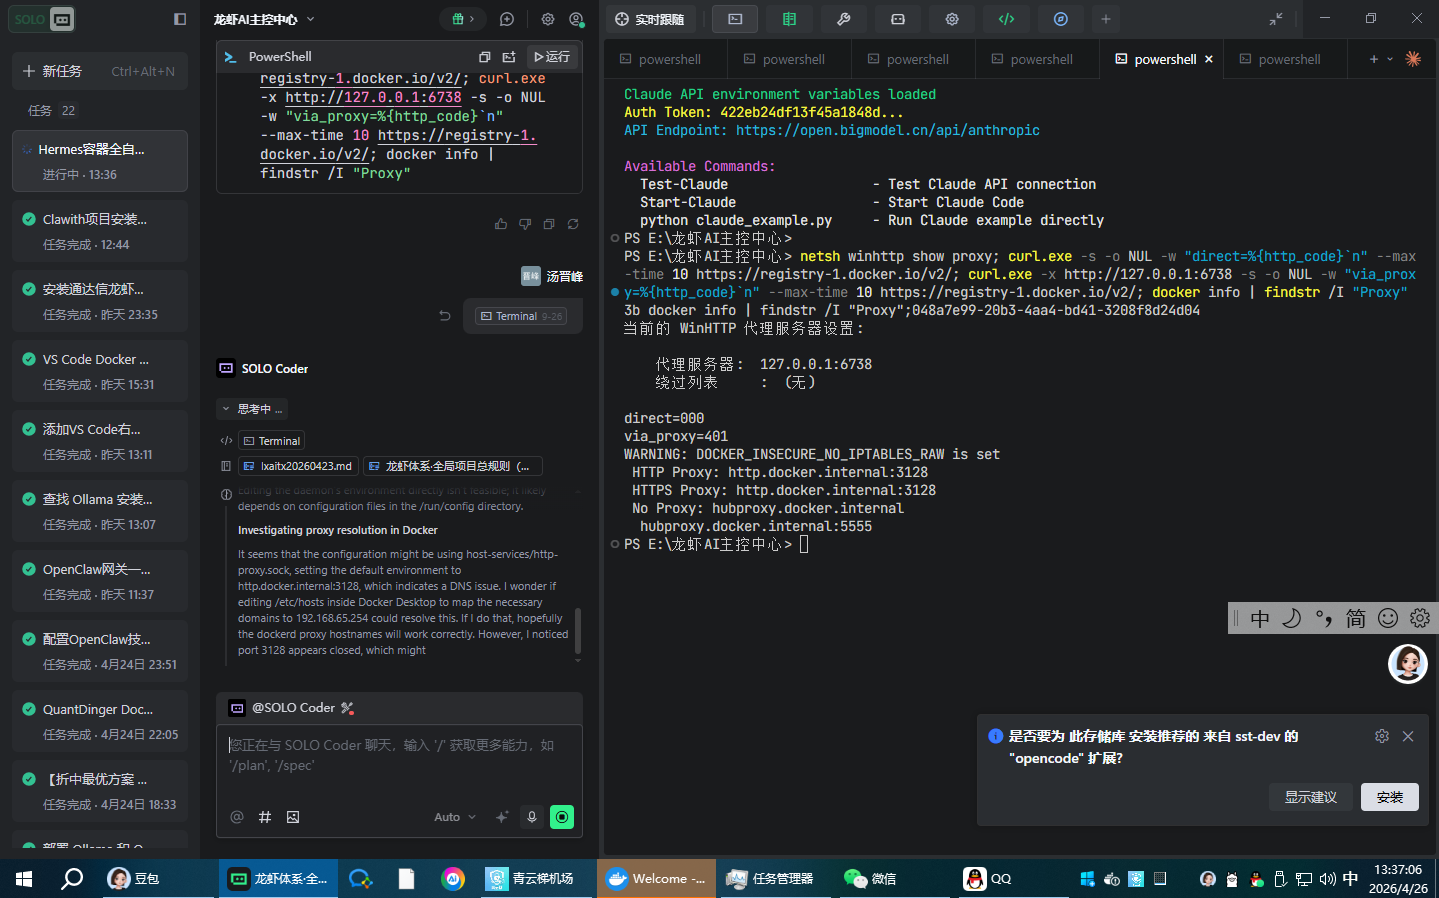 SOLO
新任务
Ctrl+Alt+N
任务 22
Hermes容器全自...
进行中 · 13:36
Clawith项目安装...
任务完成 · 12:44
安装通达信龙虾...
任务完成 · 昨天 23:35
VS Code Docker ...
任务完成 · 昨天 15:31
添加VS Code右...
任务完成 · 昨天 13:11
查找 Ollama 安装...
任务完成 · 昨天 13:07
OpenClaw网关一...
任务完成 · 昨天 11:37
配置OpenClaw技...
任务完成 · 4月24日 23:51
QuantDinger Doc...
任务完成 · 4月24日 22:05
【折中最优方案 ...
任务完成 · 4月24日 18:33
龙虾AI主控中心
PowerShell
运行
registry-1.docker.io/v2/; curl.exe
-x http://127.0.0.1:6738 -s -o NUL
-w "via_proxy=%{http_code}`n"
--max-time 10 https://registry-1.
docker.io/v2/; docker info |
findstr /I "Proxy"
晋峰 汤晋峰
Terminal 9-26
SOLO Coder
思考中 ...
Terminal
lxaitx20260423.md
龙虾体系·全局项目总规则（...
Editing the daemon's environment directly isn't feasible; it likely
depends on configuration files in the /run/config directory.
Investigating proxy resolution in Docker
It seems that the configuration might be using host-services/http-
proxy.sock, setting the default environment to
http.docker.internal:3128, which indicates a DNS issue. I wonder if
editing /etc/hosts inside Docker Desktop to map the necessary
domains to 192.168.65.254 could resolve this. If I do that, hopefully
the dockerd proxy hostnames will work correctly. However, I noticed
port 3128 appears closed, which might
@SOLO Coder
您正在与 SOLO Coder 聊天，输入 '/' 获取更多能力，如
'/plan', '/spec'
Auto
实时跟随
powershell
powershell
powershell
powershell
powershell
powershell
Claude API environment variables loaded
Auth Token: 422eb24df13f45a1848d...
API Endpoint: https://open.bigmodel.cn/api/anthropic
Available Commands:
Test-Claude - Test Claude API connection
Start-Claude - Start Claude Code
python claude_example.py - Run Claude example directly
PS E:\龙虾AI主控中心>
PS E:\龙虾AI主控中心> netsh winhttp show proxy; curl.exe -s -o NUL -w "direct=%{http_code}`n" --max
-time 10 https://registry-1.docker.io/v2/; curl.exe -x http://127.0.0.1:6738 -s -o NUL -w "via_prox
y=%{http_code}`n" --max-time 10 https://registry-1.docker.io/v2/; docker info | findstr /I "Proxy"
3b docker info | findstr /I "Proxy";048a7e99-20b3-4aa4-bd41-3208f8d24d04
当前的 WinHTTP 代理服务器设置:
代理服务器: 127.0.0.1:6738
绕过列表 : (无)
direct=000
via_proxy=401
WARNING: DOCKER_INSECURE_NO_IPTABLES_RAW is set
HTTP Proxy: http.docker.internal:3128
HTTPS Proxy: http.docker.internal:3128
No Proxy: hubproxy.docker.internal
hubproxy.docker.internal:5555
PS E:\龙虾AI主控中心>
中 简
是否要为 此存储库 安装推荐的 来自 sst-dev 的
"opencode" 扩展?
显示建议
安装
豆包
龙虾体系·全...
青云梯机场
Welcome -...
任务管理器
微信
QQ
中
13:37:06
2026/4/26